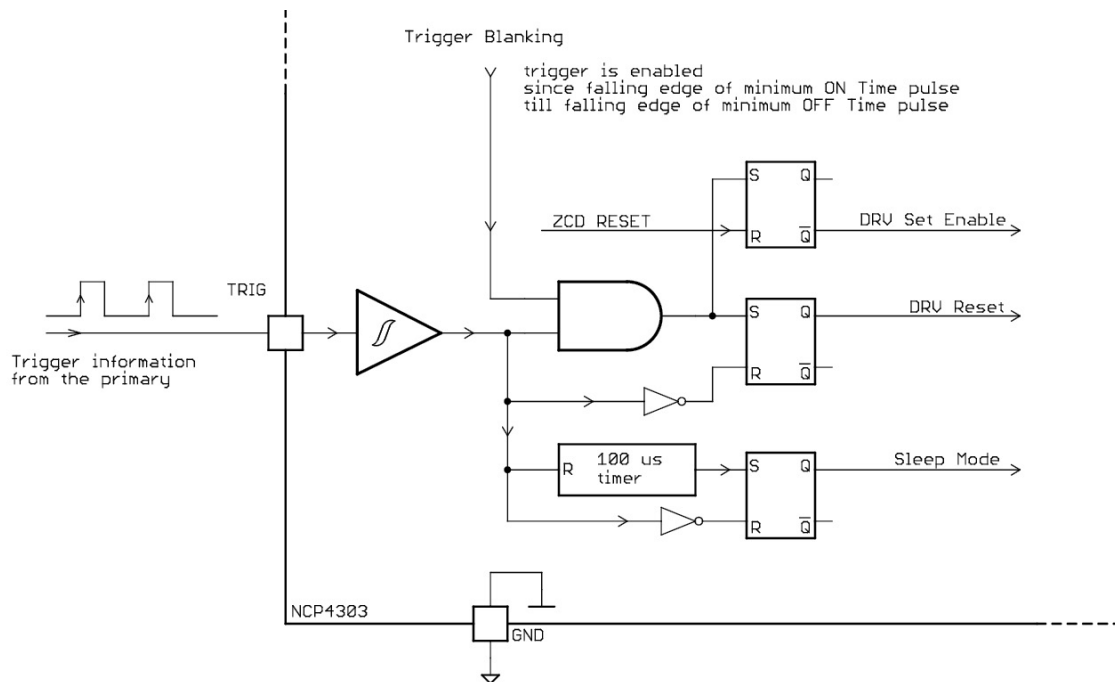 Trigger Blanking
trigger is enabled
since falling edge of minimum ON Time pulse
till falling edge of minimum OFF Time pulse
S Q
ZCD RESET
R Q
DRV Set Enable
TRIG
S Q
DRV Reset
R Q
Trigger information
from the primary
R
100 us
timer
S Q
Sleep Mode
R Q
NCP4303
GND